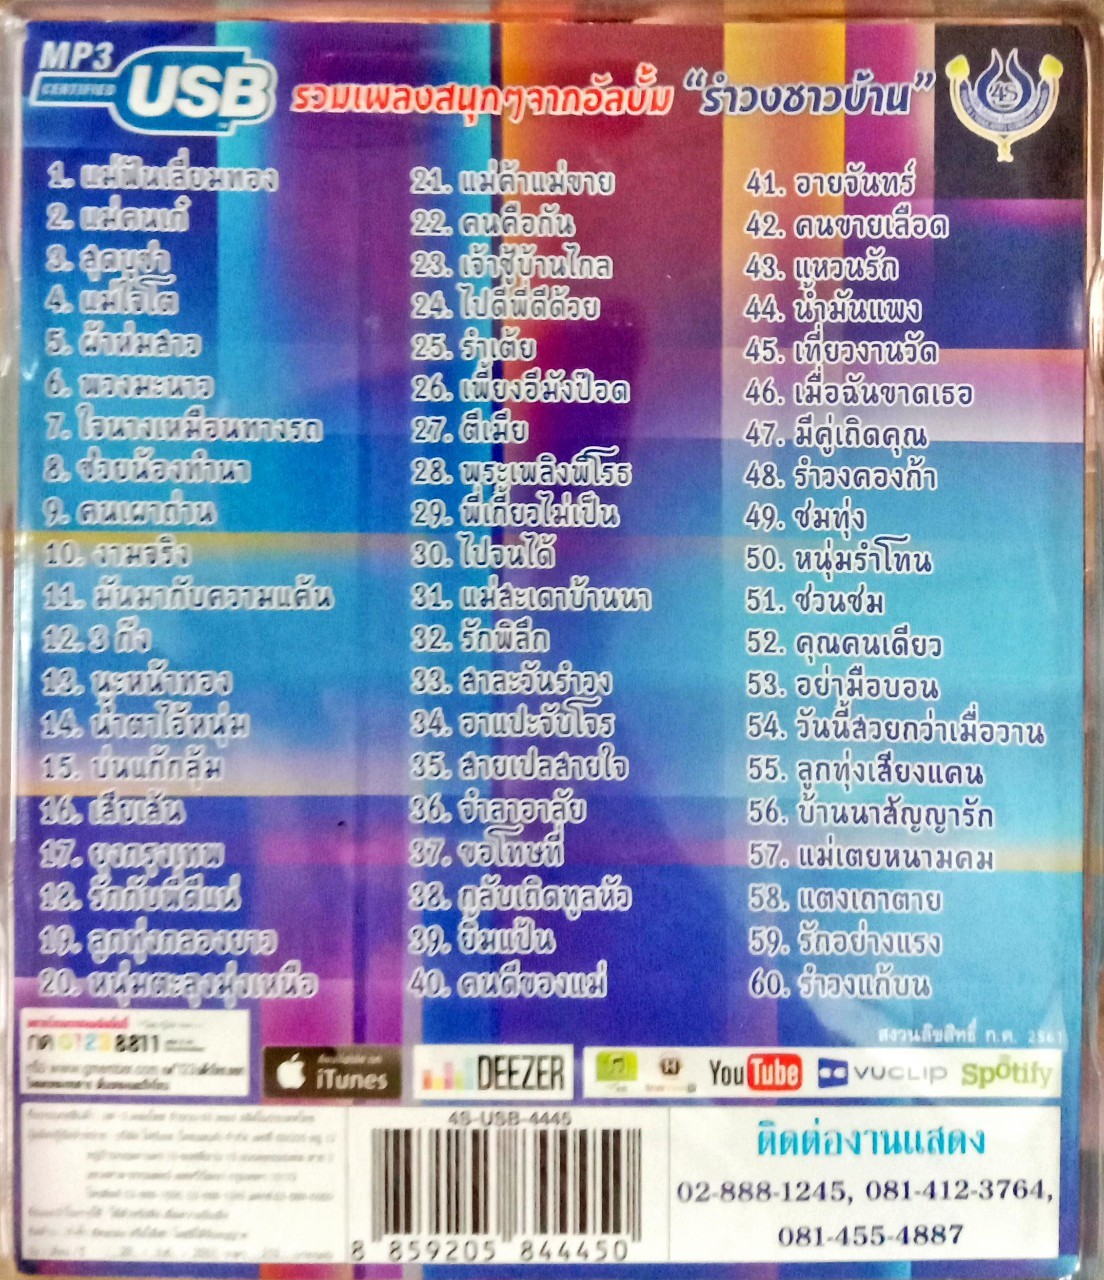 MP3
CERTIFIED
USB
รวมเพลงสนุกๆจากอัลบั้ม “รำวงชาวบ้าน”
4S
1. แม่ฟันเลี่ยมทอง
2. แม่คนเก๋
3. สุดบูชา
4. แม่ไจโต
5. ผ้าห่มสาว
6. พวงมะนาว
7. ใจนางเหมือนทางรถ
8. ช่วยน้องทำนา
9. คนเผาถ่าน
10. งามจริง
11. มันมากับความแค้น
12. 3 กัง
13. นะหน้าทอง
14. น้ำตาไอ้หนุ่ม
15. บ่นแก้กลุ้ม
16. เสียเส้น
17. ยุงกรุงเทพ
18. รักกับพี่ดีแน่
19. ลูกทุ่งกลองยาว
20. หนุ่มตะลุงมุ่งเหนือ
21. แม่ค้าแม่ขาย
22. คนคือกัน
23. เจ้าชู้บ้านไกล
24. ไปดีพี่ดีด้วย
25. รำเต้ย
26. เพี้ยงอีมังป๊อด
27. ตีเมีย
28. พระเพลิงพิโรธ
29. พี่เกี้ยวไม่เป็น
30. ไปจนได้
31. แม่สะเดาบ้านนา
32. รักพิลึก
33. สาละวันรำวง
34. อาแปะจับโจร
35. สายเปลสายใจ
36. จำลาอาลัย
37. ขอโทษที่
38. กลับเถิดทูลหัว
39. ยิ้มแป้น
40. คนดีของแม่
41. อายจันทร์
42. คนขายเลือด
43. แหวนรัก
44. น้ำมันแพง
45. เที่ยวงานวัด
46. เมื่อฉันขาดเธอ
47. มีคู่เถิดคุณ
48. รำวงคองก้า
49. ชมทุ่ง
50. หนุ่มรำโทน
51. ชวนชม
52. คุณคนเดียว
53. อย่ามือบอน
54. วันนี้สวยกว่าเมื่อวาน
55. ลูกทุ่งเสียงแคน
56. บ้านนาสัญญารัก
57. แม่เตยหนามคม
58. แตงเถาตาย
59. รักอย่างแรง
60. รำวงแก้บน
สงวนลิขสิทธิ์ ก.ค. 2561
กด 0123 8811
Available on
iTunes
DEEZER
YouTube
VUCLIP
Spotify
4S-USB-4445
8 859205 844450
ติดต่องานแสดง
02-888-1245, 081-412-3764,
081-455-4887